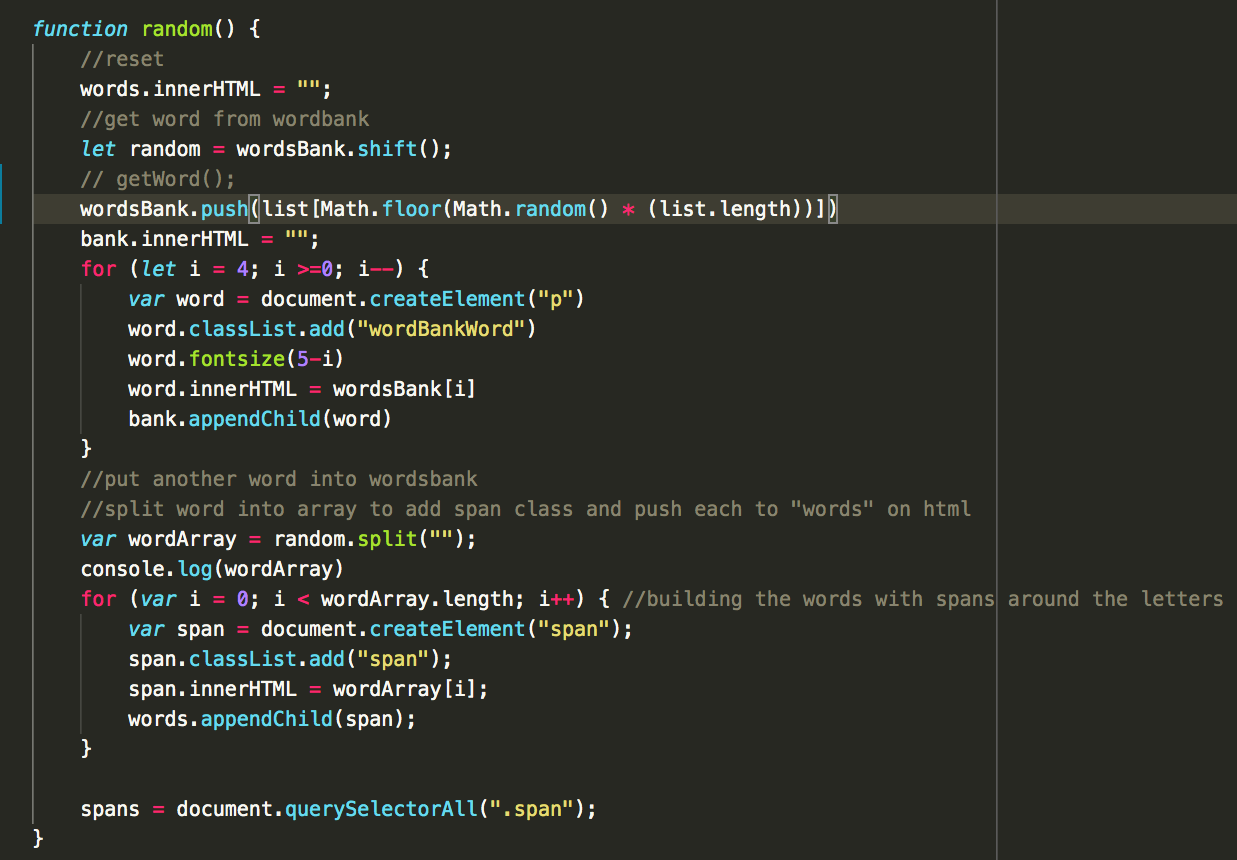 function random() {
    //reset
    words.innerHTML = "";
    //get word from wordbank
    let random = wordsBank.shift();
    // getWord();
    wordsBank.push(list[Math.floor(Math.random() * (list.length))])
    bank.innerHTML = "";
    for (let i = 4; i >=0; i--) {
        var word = document.createElement("p")
        word.classList.add("wordBankWord")
        word.fontsize(5-i)
        word.innerHTML = wordsBank[i]
        bank.appendChild(word)
    }
    //put another word into wordsbank
    //split word into array to add span class and push each to "words" on html
    var wordArray = random.split("");
    console.log(wordArray)
    for (var i = 0; i < wordArray.length; i++) { //building the words with spans around the letters
        var span = document.createElement("span");
        span.classList.add("span");
        span.innerHTML = wordArray[i];
        words.appendChild(span);
    }

    spans = document.querySelectorAll(".span");
}